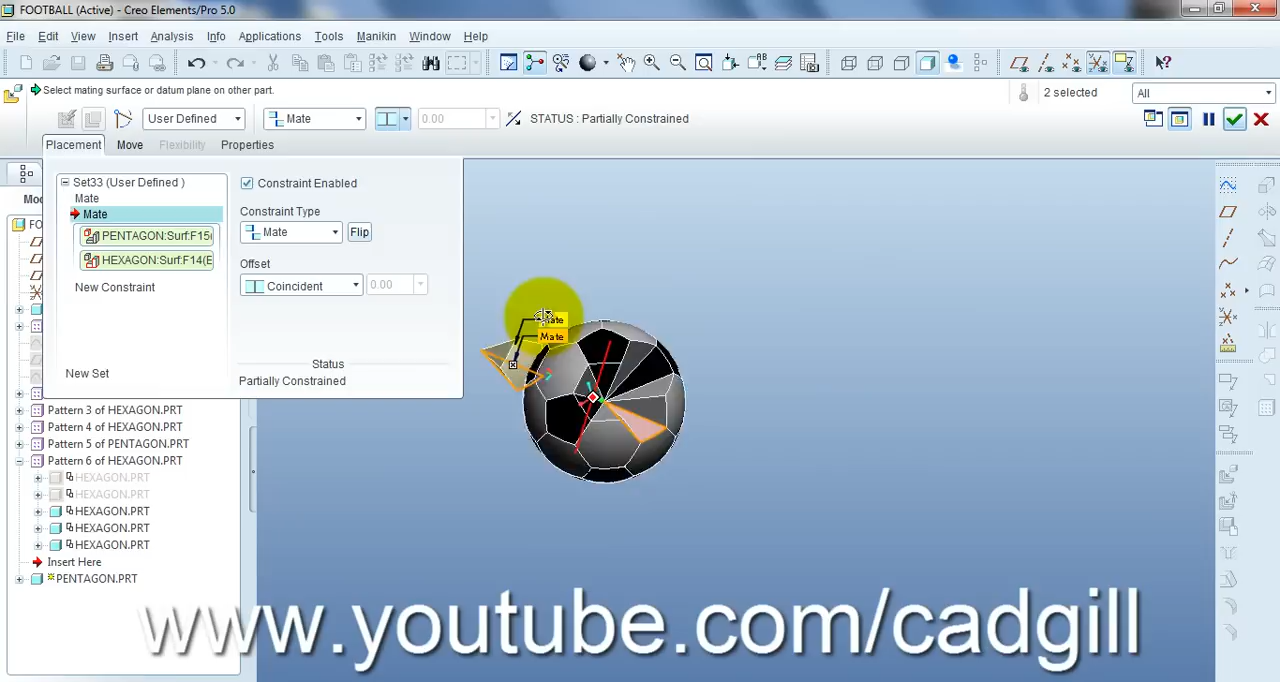 FOOTBALL (Active) - Creo Elements/Pro 5.0
File Edit View Insert Analysis Info Applications Tools Manikin Window Help
Select mating surface or datum plane on other part.
2 selected
All
User Defined
Mate
0.00
STATUS : Partially Constrained
Placement Move Flexibility Properties
Set33 (User Defined )
Mate
Mate
PENTAGON:Surf:F15(
HEXAGON:Surf:F14(E
New Constraint
New Set
Constraint Enabled
Constraint Type
Mate
Flip
Offset
Coincident
0.00
Status
Partially Constrained
Mo
FO
Pattern 3 of HEXAGON.PRT
Pattern 4 of HEXAGON.PRT
Pattern 5 of PENTAGON.PRT
Pattern 6 of HEXAGON.PRT
HEXAGON.PRT
HEXAGON.PRT
HEXAGON.PRT
HEXAGON.PRT
HEXAGON.PRT
Insert Here
PENTAGON.PRT
Mate
Mate
www.youtube.com/cadgill